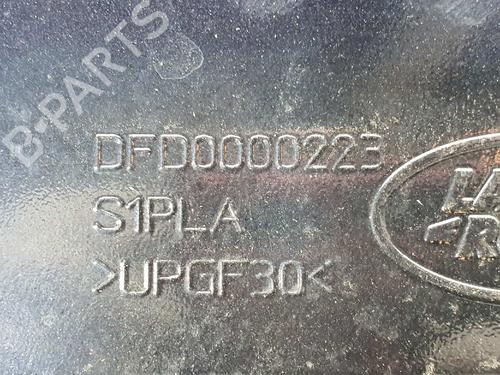 B-PARTS
DFD0000223
S1PLA
>UPGF30<